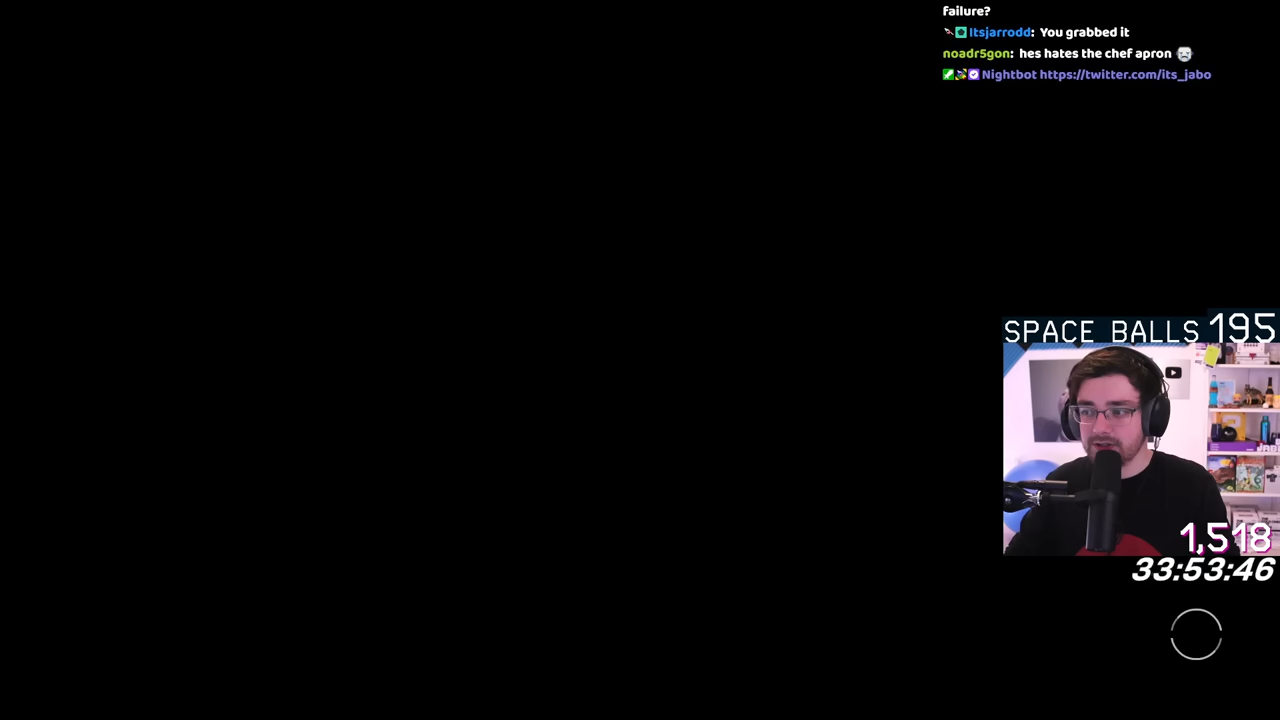 failure?
Itsjarrodd: You grabbed it
noadr5gon: hes hates the chef apron
Nightbot https://twitter.com/its_jabo
SPACE BALLS 195
1,518
33:53:46